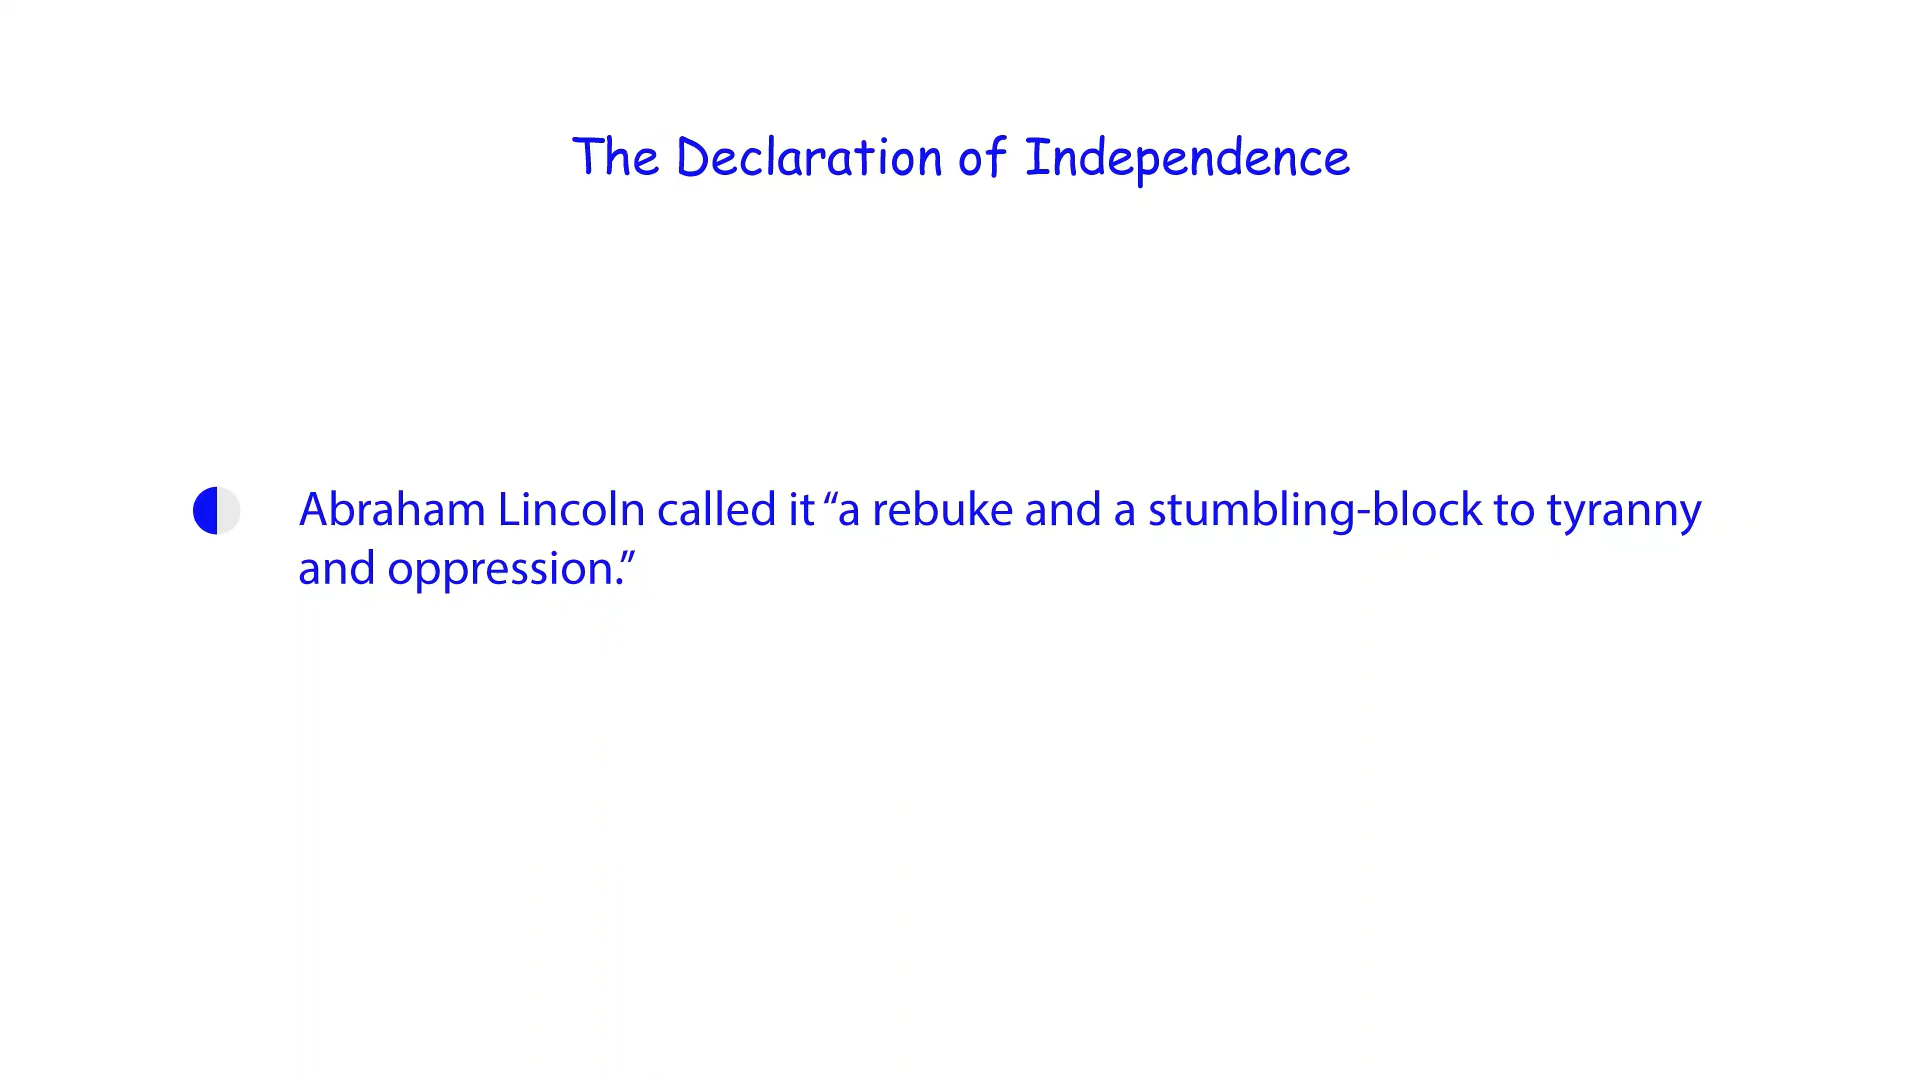 The Declaration of Independence
Abraham Lincoln called it “a rebuke and a stumbling-block to tyranny
and oppression.”